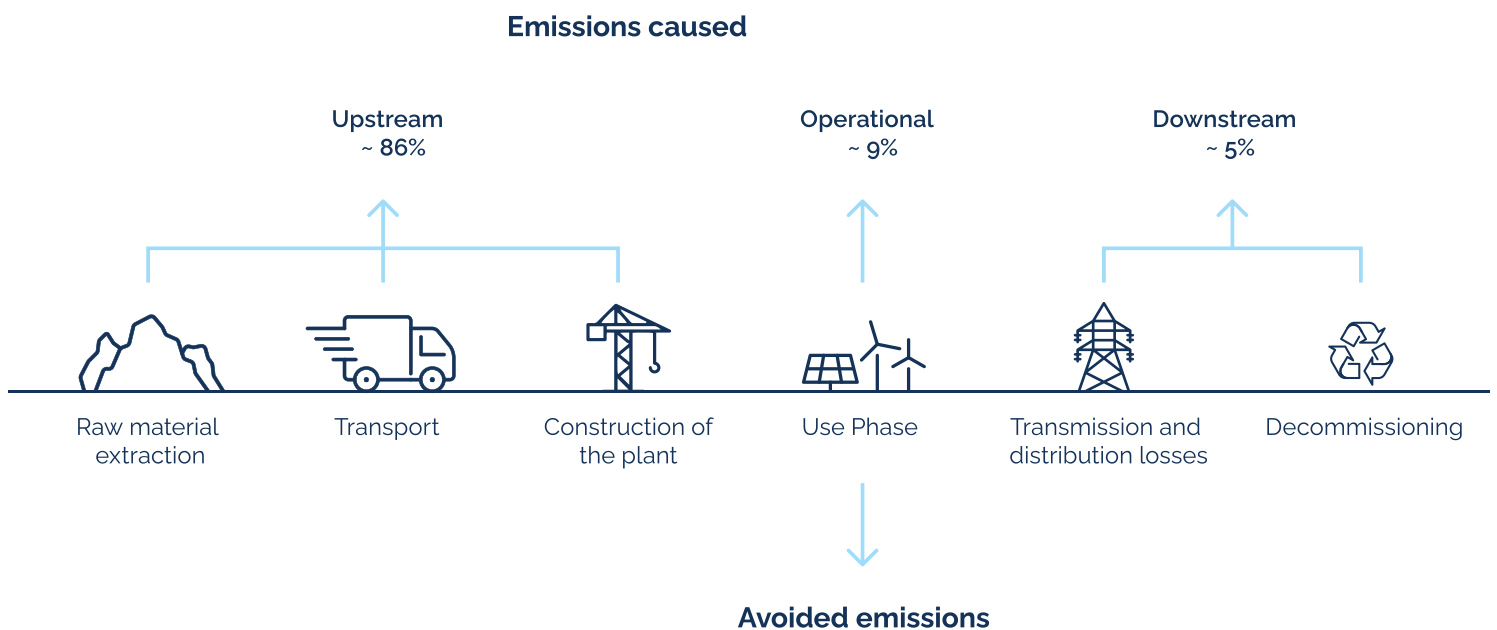 Emissions caused
Upstream
~ 86%
Operational
~ 9%
Downstream
~ 5%
Raw material
extraction
Transport
Construction of
the plant
Use Phase
Transmission and
distribution losses
Decommissioning
Avoided emissions